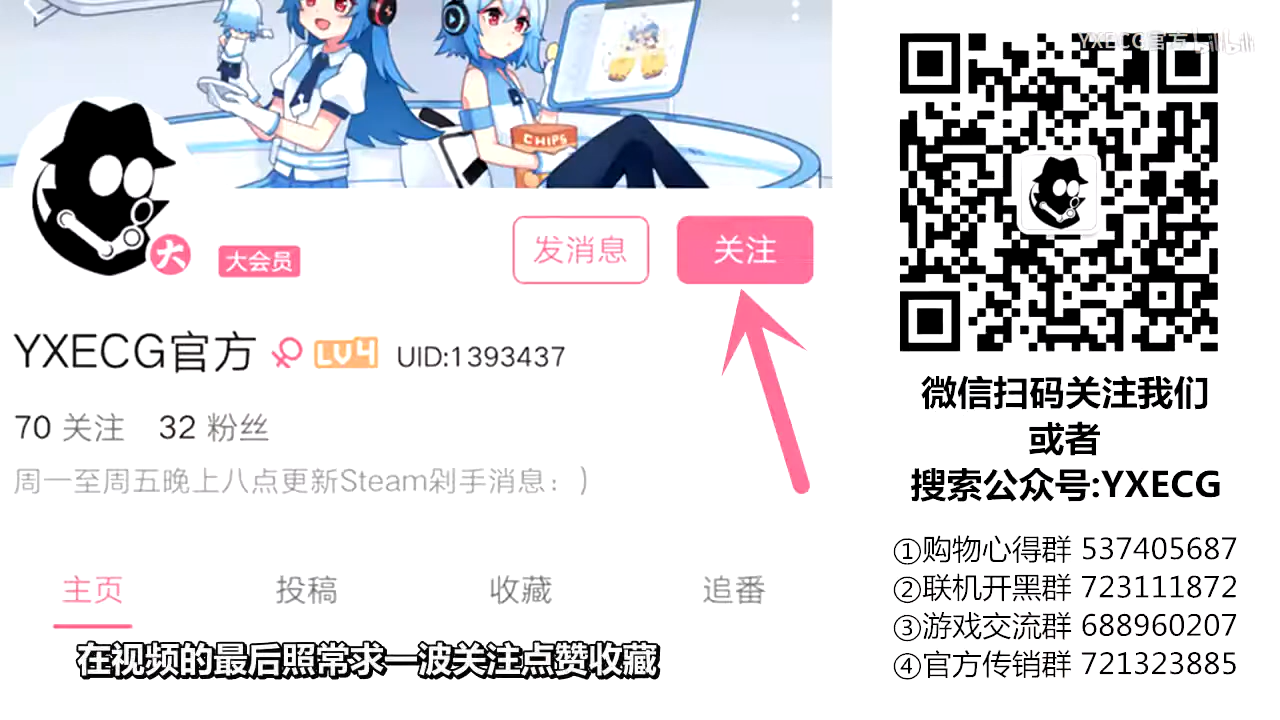 CHIPS
大
大会员
发消息
关注
YXECG官方 LV4 UID:1393437
70 关注 32 粉丝
周一至周五晚上八点更新Steam剁手消息：)
主页 投稿 收藏 追番
在视频的最后照常求一波关注点赞收藏
YXECG官方 bilibili
微信扫码关注我们
或者
搜索公众号:YXECG
①购物心得群 537405687
②联机开黑群 723111872
③游戏交流群 688960207
④官方传销群 721323885